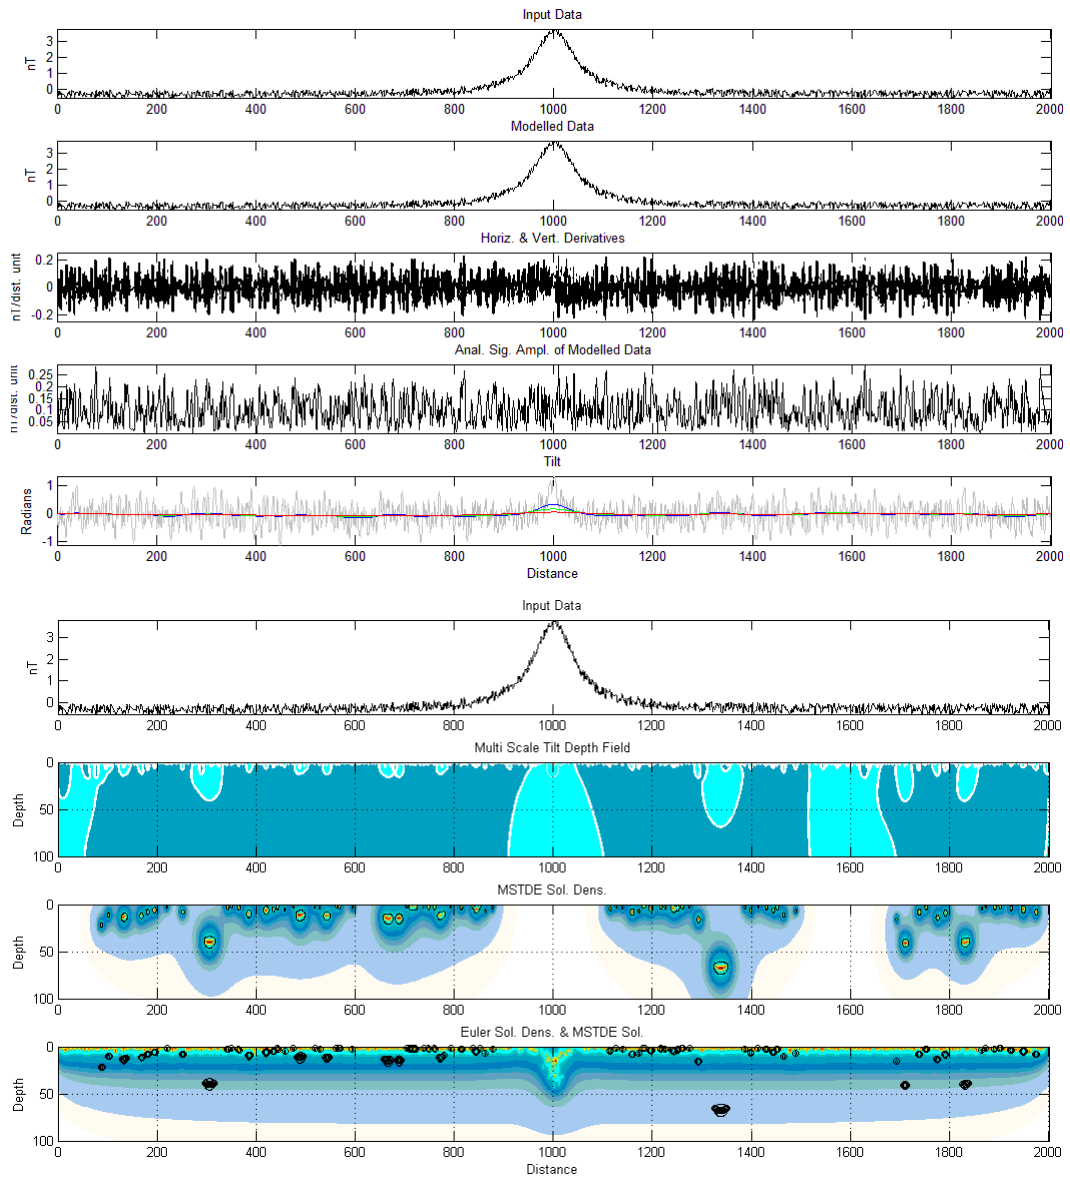 Input Data
nT
3
2
1
0
0 200 400 600 800 1000 1200 1400 1600 1800 2000
Modelled Data
nT
3
2
1
0
0 200 400 600 800 1000 1200 1400 1600 1800 2000
Horiz. & Vert. Derivatives
nT/dist. unit
0.2
0
-0.2
0 200 400 600 800 1000 1200 1400 1600 1800 2000
Anal. Sig. Ampl. of Modelled Data
nT/dist. unit
0.25
0.2
0.15
0.1
0.05
0 200 400 600 800 1000 1200 1400 1600 1800 2000
Tilt
Radians
1
0
-1
0 200 400 600 800 1000 1200 1400 1600 1800 2000
Distance
Input Data
nT
3
2
1
0
0 200 400 600 800 1000 1200 1400 1600 1800 2000
Multi Scale Tilt Depth Field
Depth
0
50
100
0 200 400 600 800 1000 1200 1400 1600 1800 2000
MSTDE Sol. Dens.
Depth
0
50
100
0 200 400 600 800 1000 1200 1400 1600 1800 2000
Euler Sol. Dens. & MSTDE Sol.
Depth
0
50
100
0 200 400 600 800 1000 1200 1400 1600 1800 2000
Distance